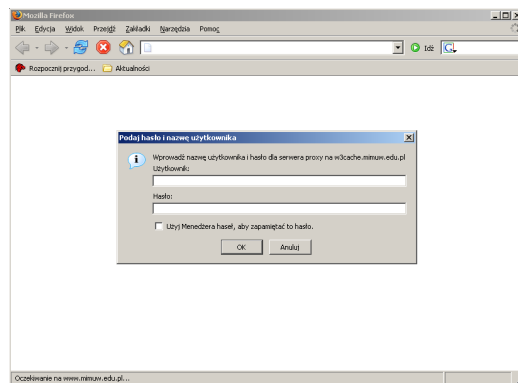 Mozilla Firefox
Plik Edycja Widok Przejdź Zakładki Narzędzia Pomoc
Idź G
Rozpocznij przygod... Aktualności
Podaj hasło i nazwę użytkownika
Wprowadź nazwę użytkownika i hasło dla serwera proxy na w3cache.mimuw.edu.pl
Użytkownik:
Hasło:
Użyj Menedżera haseł, aby zapamiętać to hasło.
OK Anuluj
Oczekiwanie na www.mimuw.edu.pl...